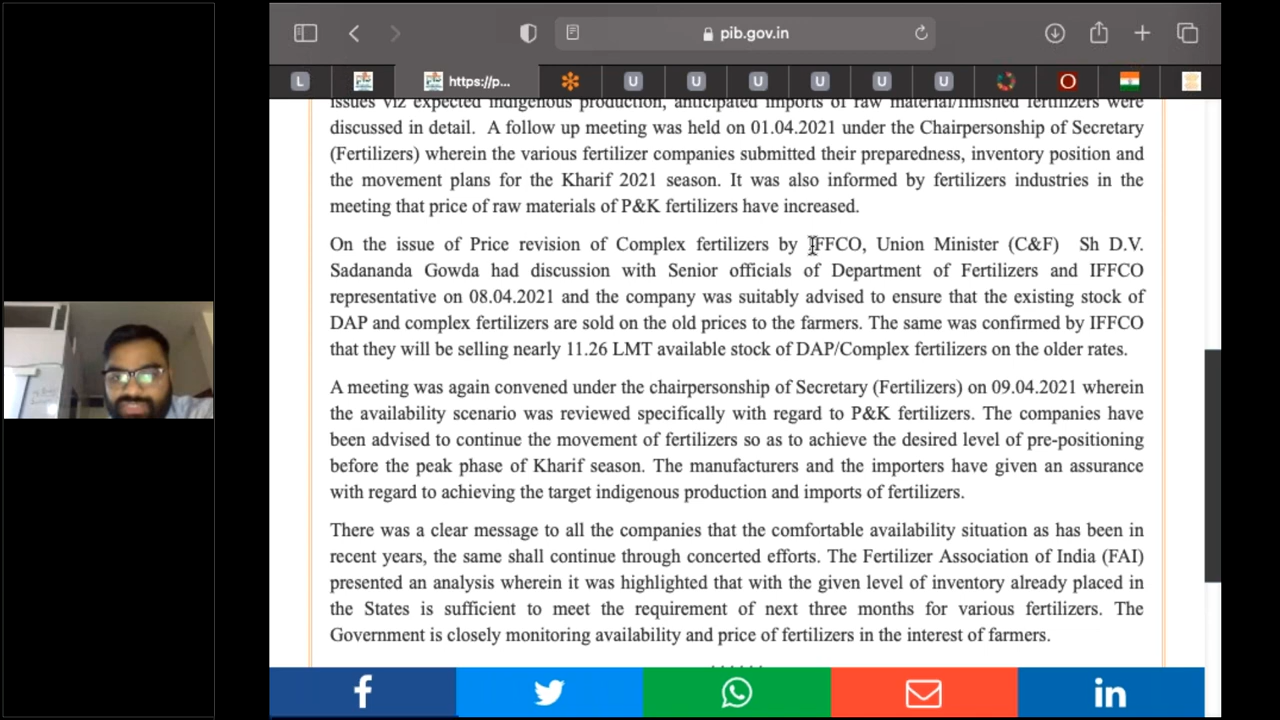 pib.gov.in
L
https://p...
U
U
U
U
U
U
O
issues viz expected indigenous production, anticipated imports of raw material/finished fertilizers were
discussed in detail. A follow up meeting was held on 01.04.2021 under the Chairpersonship of Secretary
(Fertilizers) wherein the various fertilizer companies submitted their preparedness, inventory position and
the movement plans for the Kharif 2021 season. It was also informed by fertilizers industries in the
meeting that price of raw materials of P&K fertilizers have increased.
On the issue of Price revision of Complex fertilizers by IFFCO, Union Minister (C&F) Sh D.V.
Sadananda Gowda had discussion with Senior officials of Department of Fertilizers and IFFCO
representative on 08.04.2021 and the company was suitably advised to ensure that the existing stock of
DAP and complex fertilizers are sold on the old prices to the farmers. The same was confirmed by IFFCO
that they will be selling nearly 11.26 LMT available stock of DAP/Complex fertilizers on the older rates.
A meeting was again convened under the chairpersonship of Secretary (Fertilizers) on 09.04.2021 wherein
the availability scenario was reviewed specifically with regard to P&K fertilizers. The companies have
been advised to continue the movement of fertilizers so as to achieve the desired level of pre-positioning
before the peak phase of Kharif season. The manufacturers and the importers have given an assurance
with regard to achieving the target indigenous production and imports of fertilizers.
There was a clear message to all the companies that the comfortable availability situation as has been in
recent years, the same shall continue through concerted efforts. The Fertilizer Association of India (FAI)
presented an analysis wherein it was highlighted that with the given level of inventory already placed in
the States is sufficient to meet the requirement of next three months for various fertilizers. The
Government is closely monitoring availability and price of fertilizers in the interest of farmers.